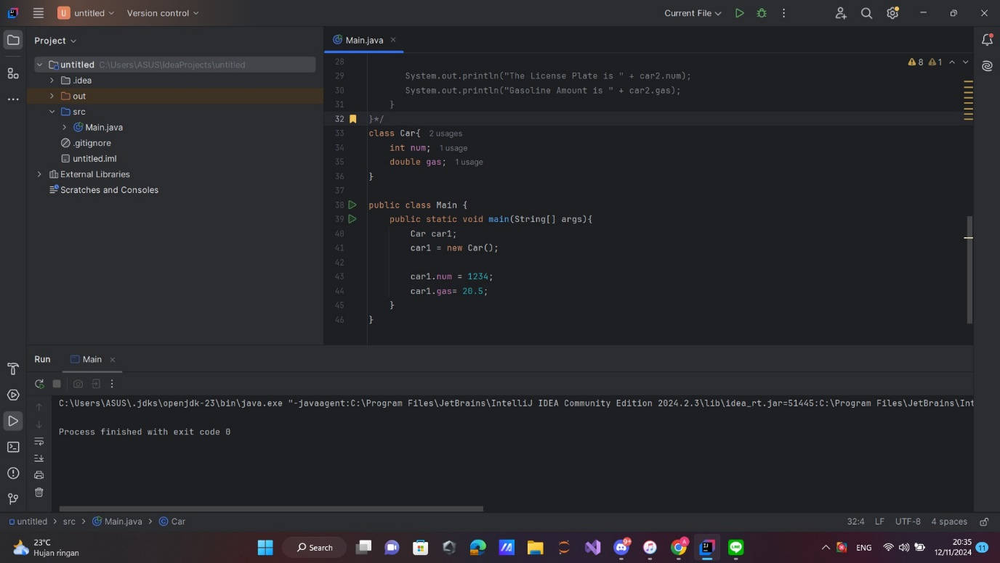 U untitled Version control Current File
Project
Main.java
untitled C:\Users\ASUS\IdeaProjects\untitled
.idea
out
src
Main.java
.gitignore
untitled.iml
External Libraries
Scratches and Consoles
8 1
28
29 System.out.println("The License Plate is " + car2.num);
30 System.out.println("Gasoline Amount is " + car2.gas);
31 }
32 }*/
33 class Car{ 2 usages
34 int num; 1 usage
35 double gas; 1 usage
36 }
37
38 public class Main {
39 public static void main(String[] args){
40 Car car1;
41 car1 = new Car();
42
43 car1.num = 1234;
44 car1.gas= 20.5;
45 }
46 }
Run Main
C:\Users\ASUS\.jdks\openjdk-23\bin\java.exe "-javaagent:C:\Program Files\JetBrains\IntelliJ IDEA Community Edition 2024.2.3\lib\idea_rt.jar=51445:C:\Program Files\JetBrains\Int
Process finished with exit code 0
untitled > src > Main.java > Car 32:4 LF UTF-8 4 spaces
23°C
Hujan ringan
Search
ENG
20:35
12/11/2024
11